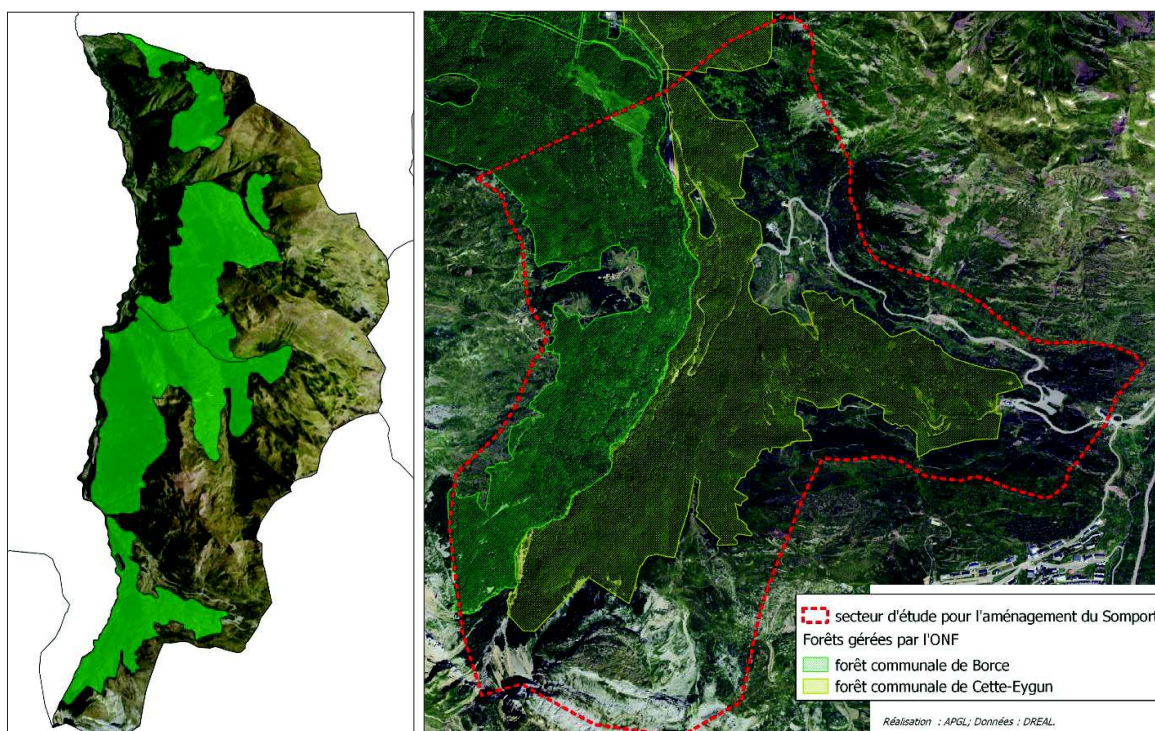 secteur d'étude pour l'aménagement du Somport
Forêts gérées par l'ONF
forêt communale de Borce
forêt communale de Cette-Eygun
Réalisation : APGL; Données : DREAL.